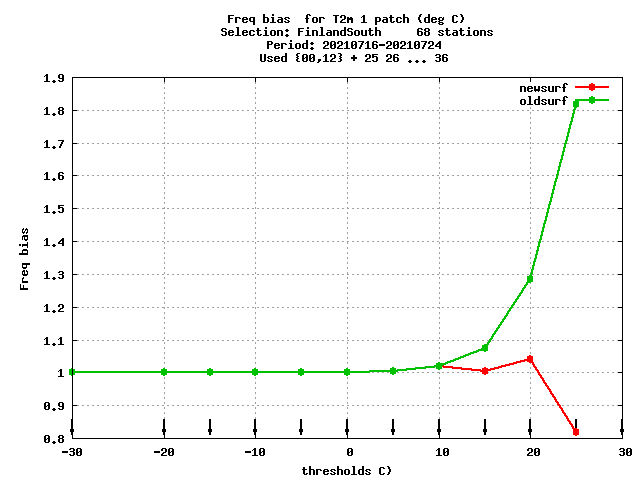 Freq bias  for T2m 1 patch (deg C)
Selection: FinlandSouth     68 stations
Period: 20210716-20210724
Used {00,12} + 25 26 ... 36
newsurf
oldsurf
1.9
1.8
1.7
1.6
1.5
1.4
1.3
1.2
1.1
1
0.9
0.8
Freq bias
-30
-20
-10
0
10
20
30
thresholds C)